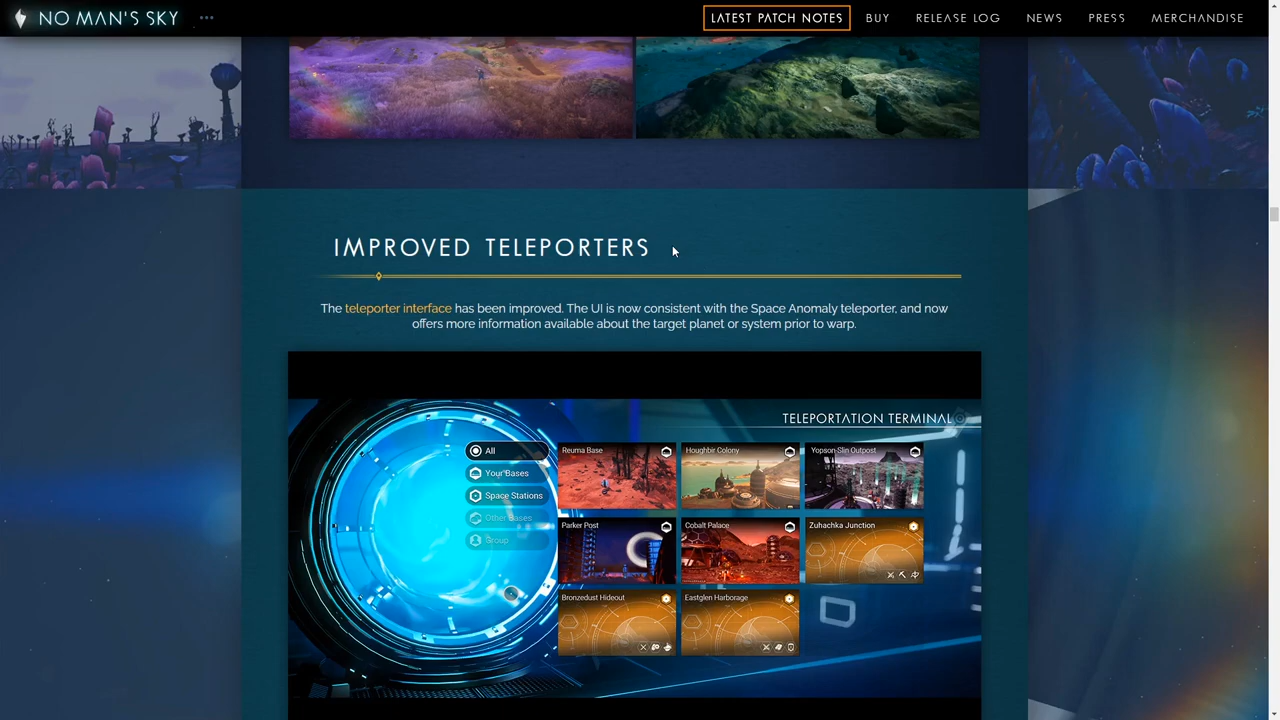 NO MAN'S SKY
LATEST PATCH NOTES
BUY
RELEASE LOG
NEWS
PRESS
MERCHANDISE
IMPROVED TELEPORTERS
The teleporter interface has been improved. The UI is now consistent with the Space Anomaly teleporter, and now
offers more information available about the target planet or system prior to warp.
TELEPORTATION TERMINAL
All
Your Bases
Space Stations
Other Bases
Group
Reuma Base
Houghbir Colony
Yopson-Slin Outpost
Parker Post
Cobalt Palace
Zuhachka Junction
Bronzedust Hideout
Eastglen Harborage